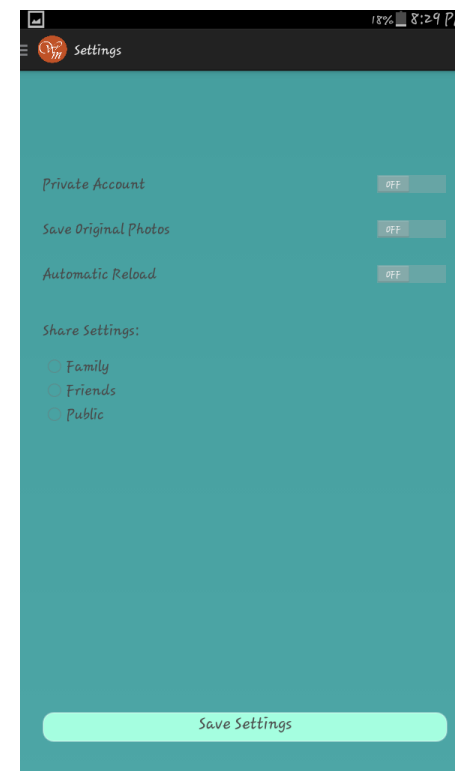 18% 8:29 P
Settings
Private Account OFF
Save Original Photos OFF
Automatic Reload OFF
Share Settings:
Family
Friends
Public
Save Settings